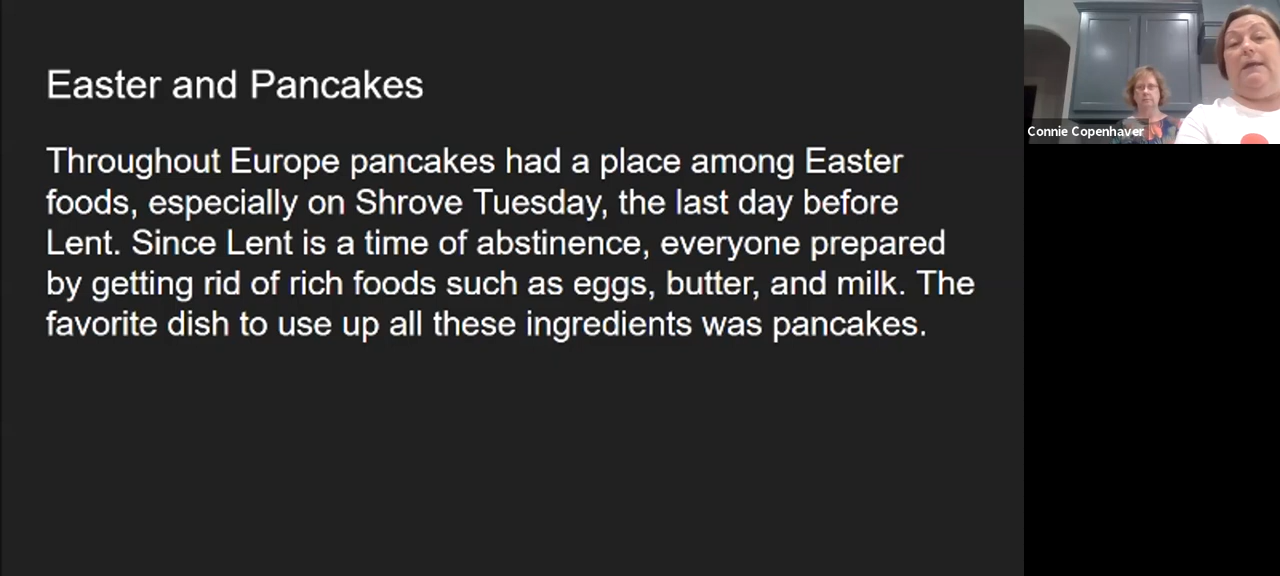 Easter and Pancakes
Throughout Europe pancakes had a place among Easter
foods, especially on Shrove Tuesday, the last day before
Lent. Since Lent is a time of abstinence, everyone prepared
by getting rid of rich foods such as eggs, butter, and milk. The
favorite dish to use up all these ingredients was pancakes.
Connie Copenhaver